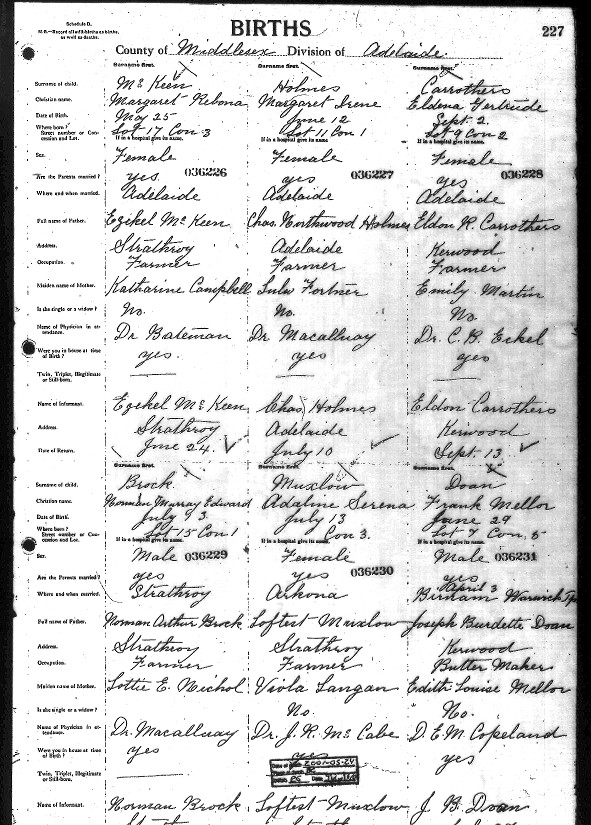 Schedule B.
N.B.—Record all still-births as births, as well as deaths.
BIRTHS
227
County of Middlesex Division of Adelaide.
Surname first. Surname first. Surname first.
Surname of child. McKeen Holmes Carrothers
Christian name. Margaret Rebona Margaret Irene Eldena Gertrude
Date of Birth. May 25 June 12 Sept. 2
Where born? Street number or Concession and Lot. Lot 17 Con 3 Lot 11 Con 1 Lot 9 Con 2
If in a hospital give its name. If in a hospital give its name. If in a hospital give its name.
Sex. Female Female Female
036226 036227 036228
Are the Parents married? yes. yes yes
Where and when married. Adelaide Adelaide Adelaide
Full name of Father. Ezikel McKeen Chas. Northwood Holmes Eldon R. Carrothers
Address. Strathroy Adelaide Kerwood
Occupation. Farmer Farmer Farmer
Maiden name of Mother. Katharine Campbell Lulu Fortner Emily Martin
Is she single or a widow? No. No. No
Name of Physician in attendance. Dr Bateman Dr Macalluay Dr. C. B. Eckel
Were you in house at time of Birth? yes. yes yes
Twin, Triplet, Illegitimate or Still-born.
Name of Informant. Ezekel McKeen Chas Holmes Eldon Carrothers
Address. Strathroy Adelaide Kerwood
Date of Return. June 24. July 10 Sept. 13
Surname first. Surname first. Surname first.
Surname of child. Brock Muxlow Doan
Christian name. Norman Murray Edward Adaline Serena Frank Mellor
Date of Birth. July July 13 June 29
Where born? Street number or Concession and Lot. Lot 15 Con 1 Con 3. Lot 7 Con. 5
If in a hospital give its name. If in a hospital give its name. If in a hospital give its name.
Sex. Male 036229 Female Male 036231
036230
Are the Parents married? yes yes yes
April 3
Where and when married. Strathroy Arkona Birnam Warwick Tp
Full name of Father. Norman Arthur Brock Loftest Muxlow Joseph Burdette Doan
Address. Strathroy Strathroy Kerwood
Occupation. Farmer Farmer Butter Maker
Maiden name of Mother. Lottie E. Nichol Viola Langan Edith Louise Mellor
Is she single or a widow? No. No.
Name of Physician in attendance. Dr. Macalluay Dr. J. R. McCabe D. E. M. Copeland
Were you in house at time of Birth? yes yes yes
Twin, Triplet, Illegitimate or Still-born.
2001-05-24
Name of Informant. Norman Brock Loftest Muxlow J. B. Doan